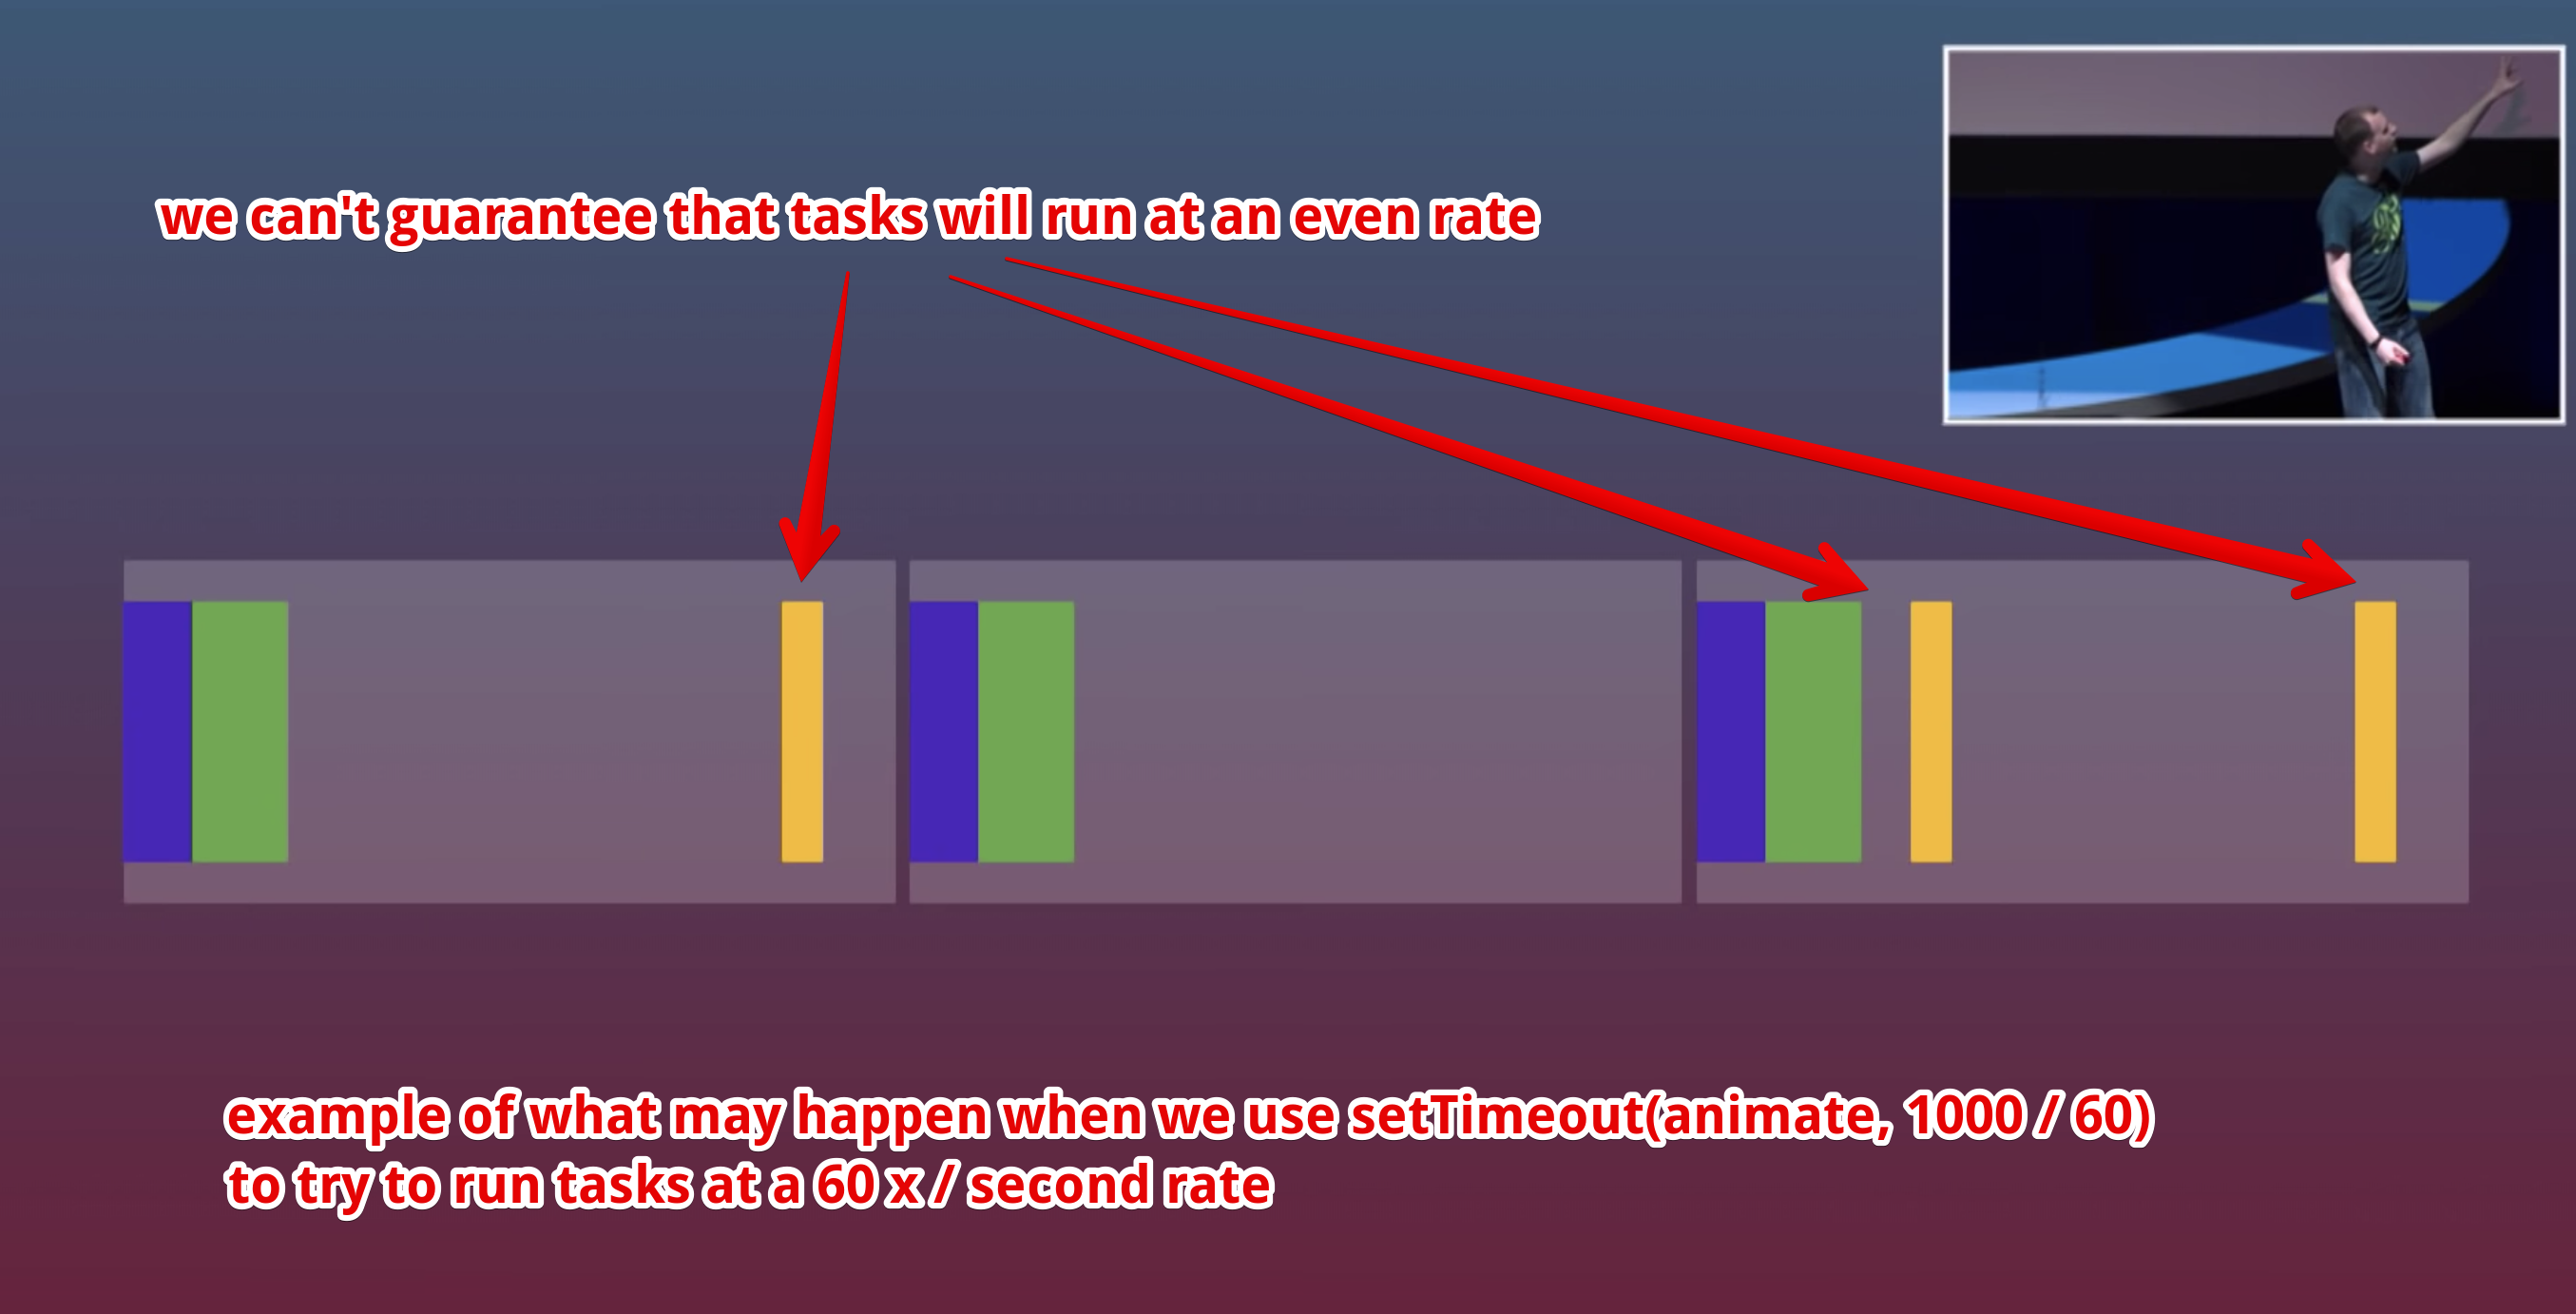 we can't guarantee that tasks will run at an even rate
example of what may happen when we use setTimeout(animate, 1000 / 60)
to try to run tasks at a 60 x / second rate